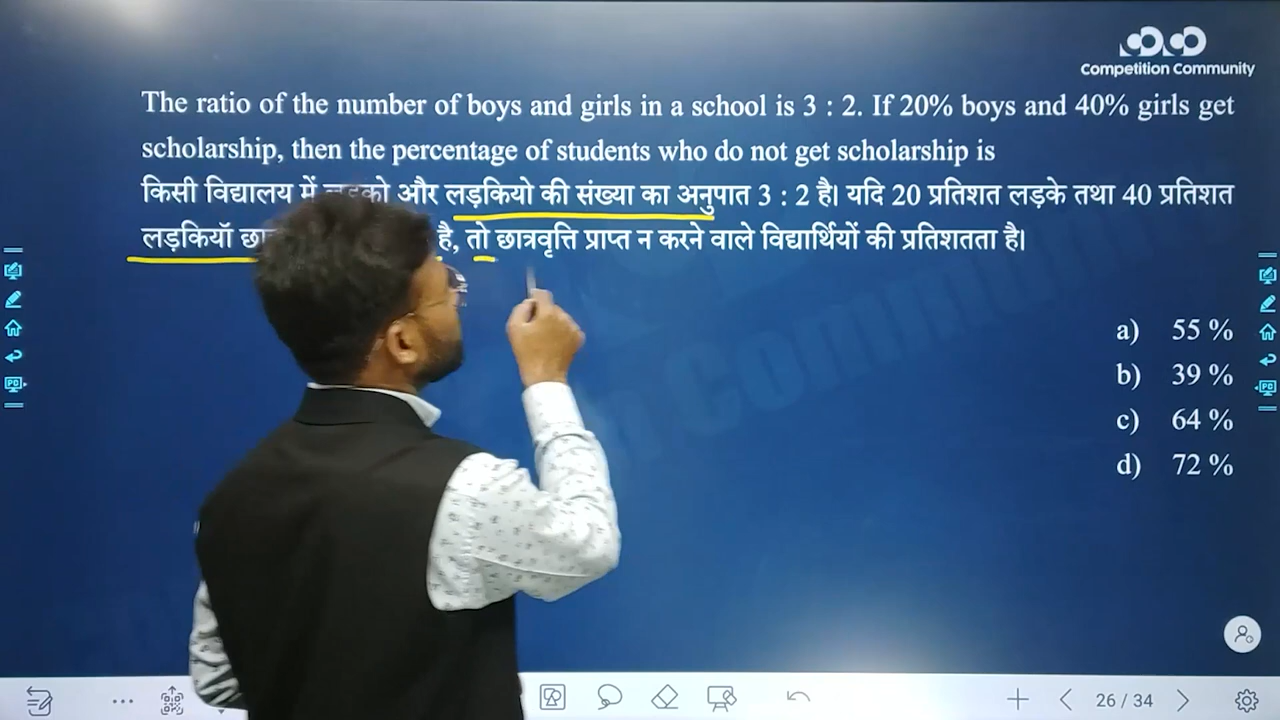 Competition Community
The ratio of the number of boys and girls in a school is 3 : 2. If 20% boys and 40% girls get
scholarship, then the percentage of students who do not get scholarship is
किसी विद्यालय में और लड़कियो की संख्या का अनुपात 3 : 2 है। यदि 20 प्रतिशत लड़के तथा 40 प्रतिशत
लड़कियॉ है, तो छात्रवृत्ति प्राप्त न करने वाले विद्यार्थियों की प्रतिशतता है।
a) 55 %
b) 39 %
c) 64 %
d) 72 %
26 / 34